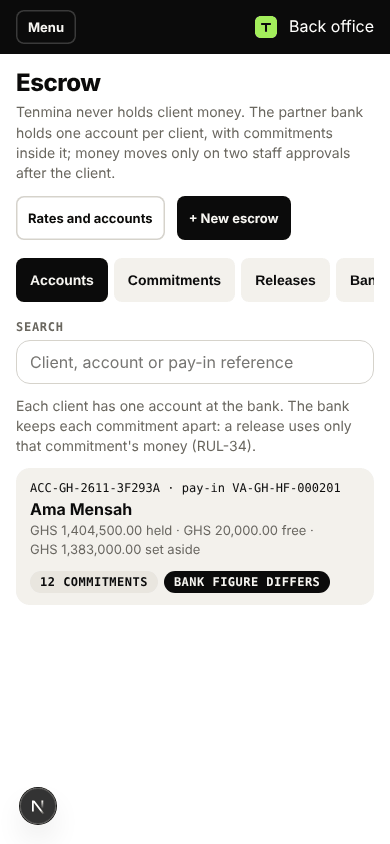 Menu
T Back office
Escrow
Tenmina never holds client money. The partner bank
holds one account per client, with commitments
inside it; money moves only on two staff approvals
after the client.
Rates and accounts
+ New escrow
Accounts
Commitments
Releases
Ban
SEARCH
Client, account or pay-in reference
Each client has one account at the bank. The bank
keeps each commitment apart: a release uses only
that commitment's money (RUL-34).
ACC-GH-2611-3F293A · pay-in VA-GH-HF-000201
Ama Mensah
GHS 1,404,500.00 held · GHS 20,000.00 free ·
GHS 1,383,000.00 set aside
12 COMMITMENTS
BANK FIGURE DIFFERS
N